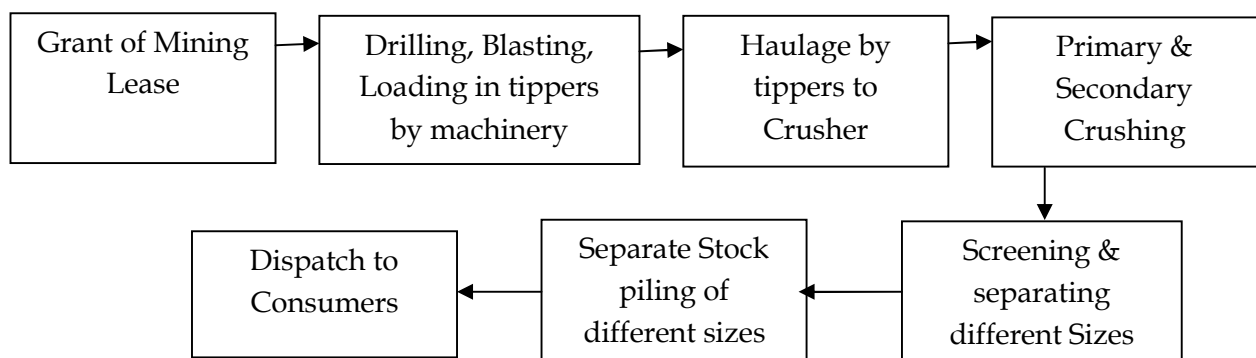 Grant of Mining
Lease
Drilling, Blasting,
Loading in tippers
by machinery
Haulage by
tippers to
Crusher
Primary &
Secondary
Crushing
Screening &
separating
different Sizes
Separate Stock
piling of
different sizes
Dispatch to
Consumers